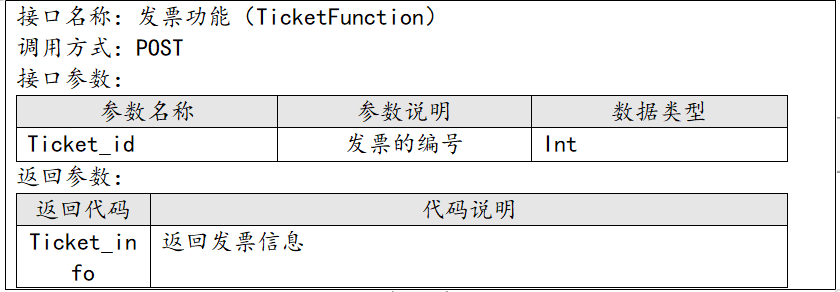 接口名称：发票功能（TicketFunction）
调用方式：POST
接口参数：
参数名称 参数说明 数据类型
Ticket_id 发票的编号 Int
返回参数：
返回代码 代码说明
Ticket_in 返回发票信息
fo